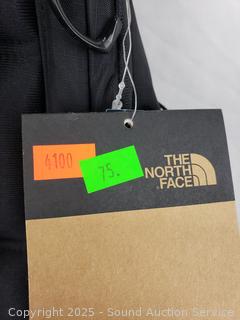 4100
75.
THE
NORTH
FACE
Copyright 2025 - Sound Auction Service